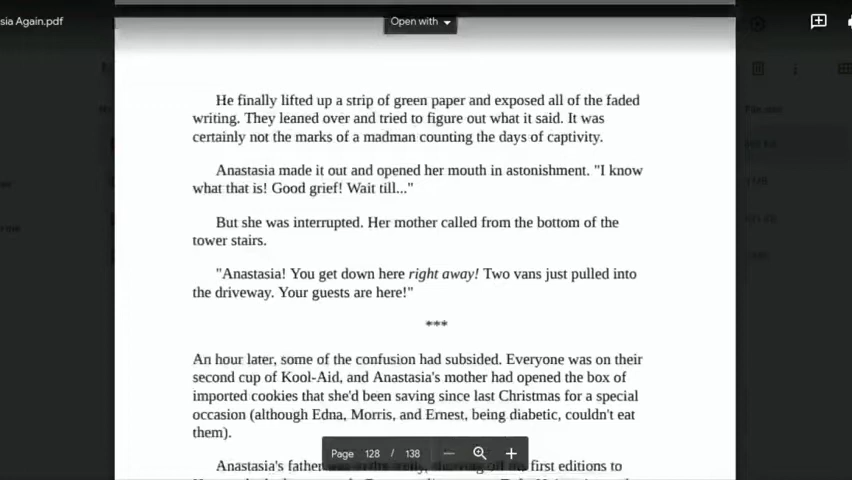 sia Again.pdf
Open with
He finally lifted up a strip of green paper and exposed all of the faded
writing. They leaned over and tried to figure out what it said. It was
certainly not the marks of a madman counting the days of captivity.
Anastasia made it out and opened her mouth in astonishment. "I know
what that is! Good grief! Wait till..."
But she was interrupted. Her mother called from the bottom of the
tower stairs.
"Anastasia! You get down here right away! Two vans just pulled into
the driveway. Your guests are here!"
***
An hour later, some of the confusion had subsided. Everyone was on their
second cup of Kool-Aid, and Anastasia's mother had opened the box of
imported cookies that she'd been saving since last Christmas for a special
occasion (although Edna, Morris, and Ernest, being diabetic, couldn't eat
them).
Page 128 / 138
Anastasia's father first editions to